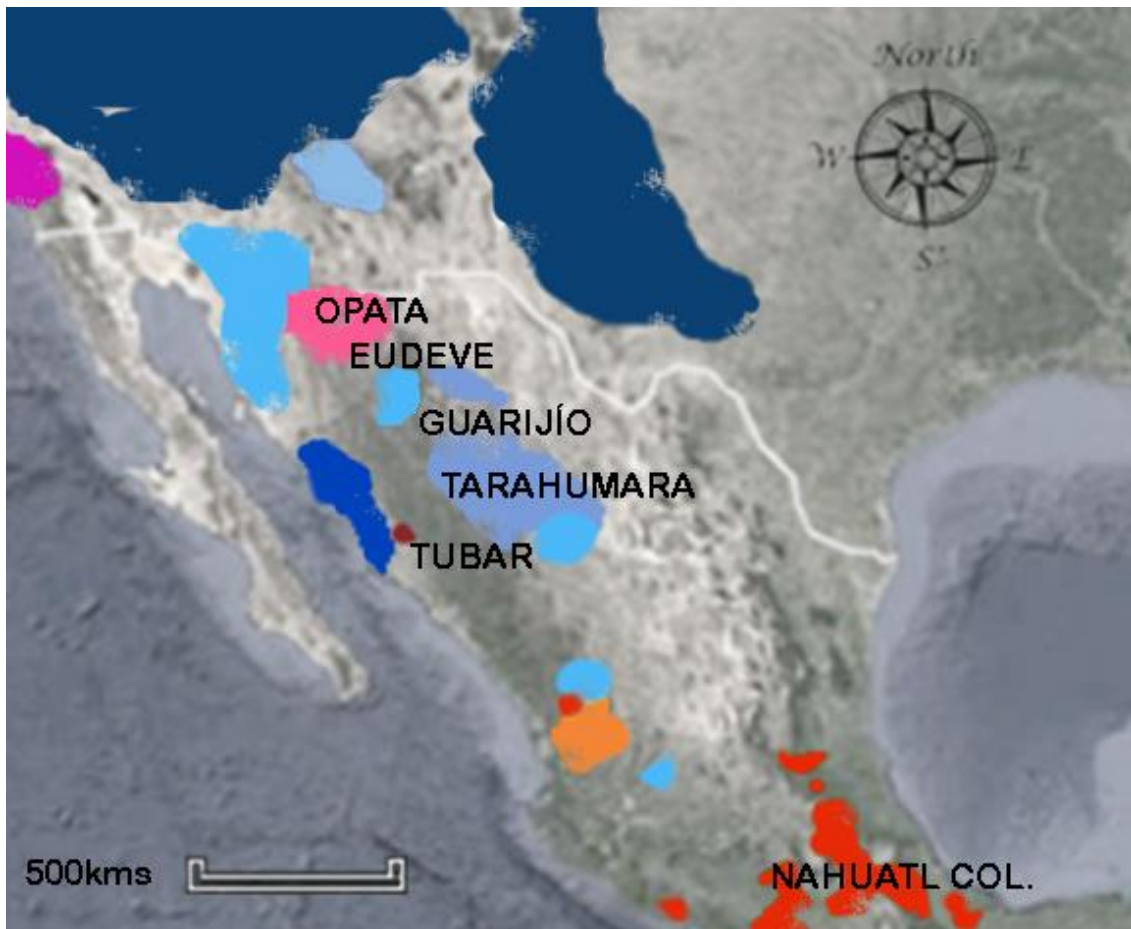 North
W
E
S
OPATA
EUDEVE
GUARIJÍO
TARAHUMARA
TUBAR
500kms
NAHUATL COL.